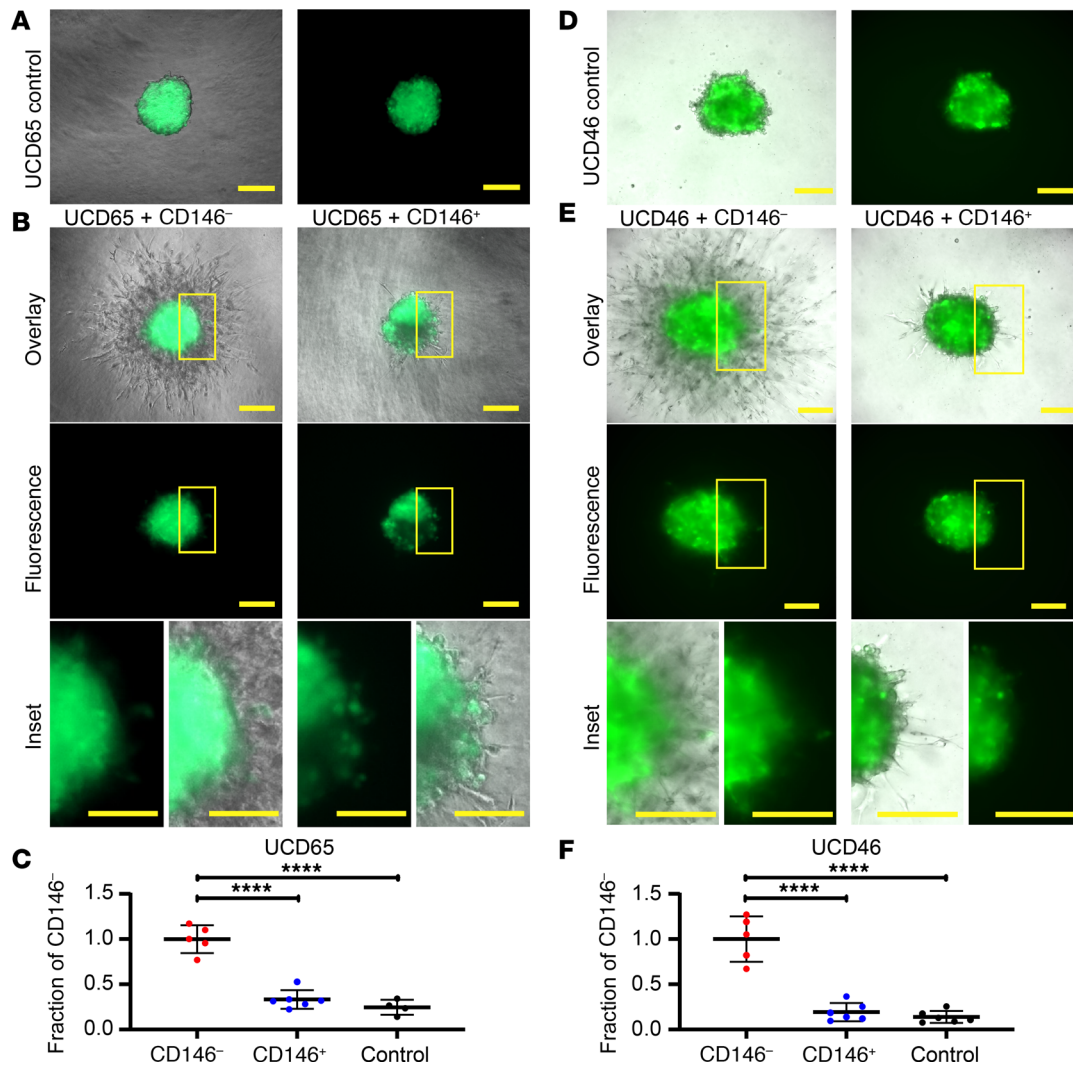 A
UCD65 control
B
UCD65 + CD146⁻
UCD65 + CD146⁺
Overlay
Fluorescence
Inset
C
UCD65
****
****
Fraction of CD146⁻
1.5
1.0
0.5
0.0
CD146⁻
CD146⁺
Control
D
UCD46 control
E
UCD46 + CD146⁻
UCD46 + CD146⁺
Overlay
Fluorescence
Inset
F
UCD46
****
****
Fraction of CD146⁻
1.5
1.0
0.5
0.0
CD146⁻
CD146⁺
Control